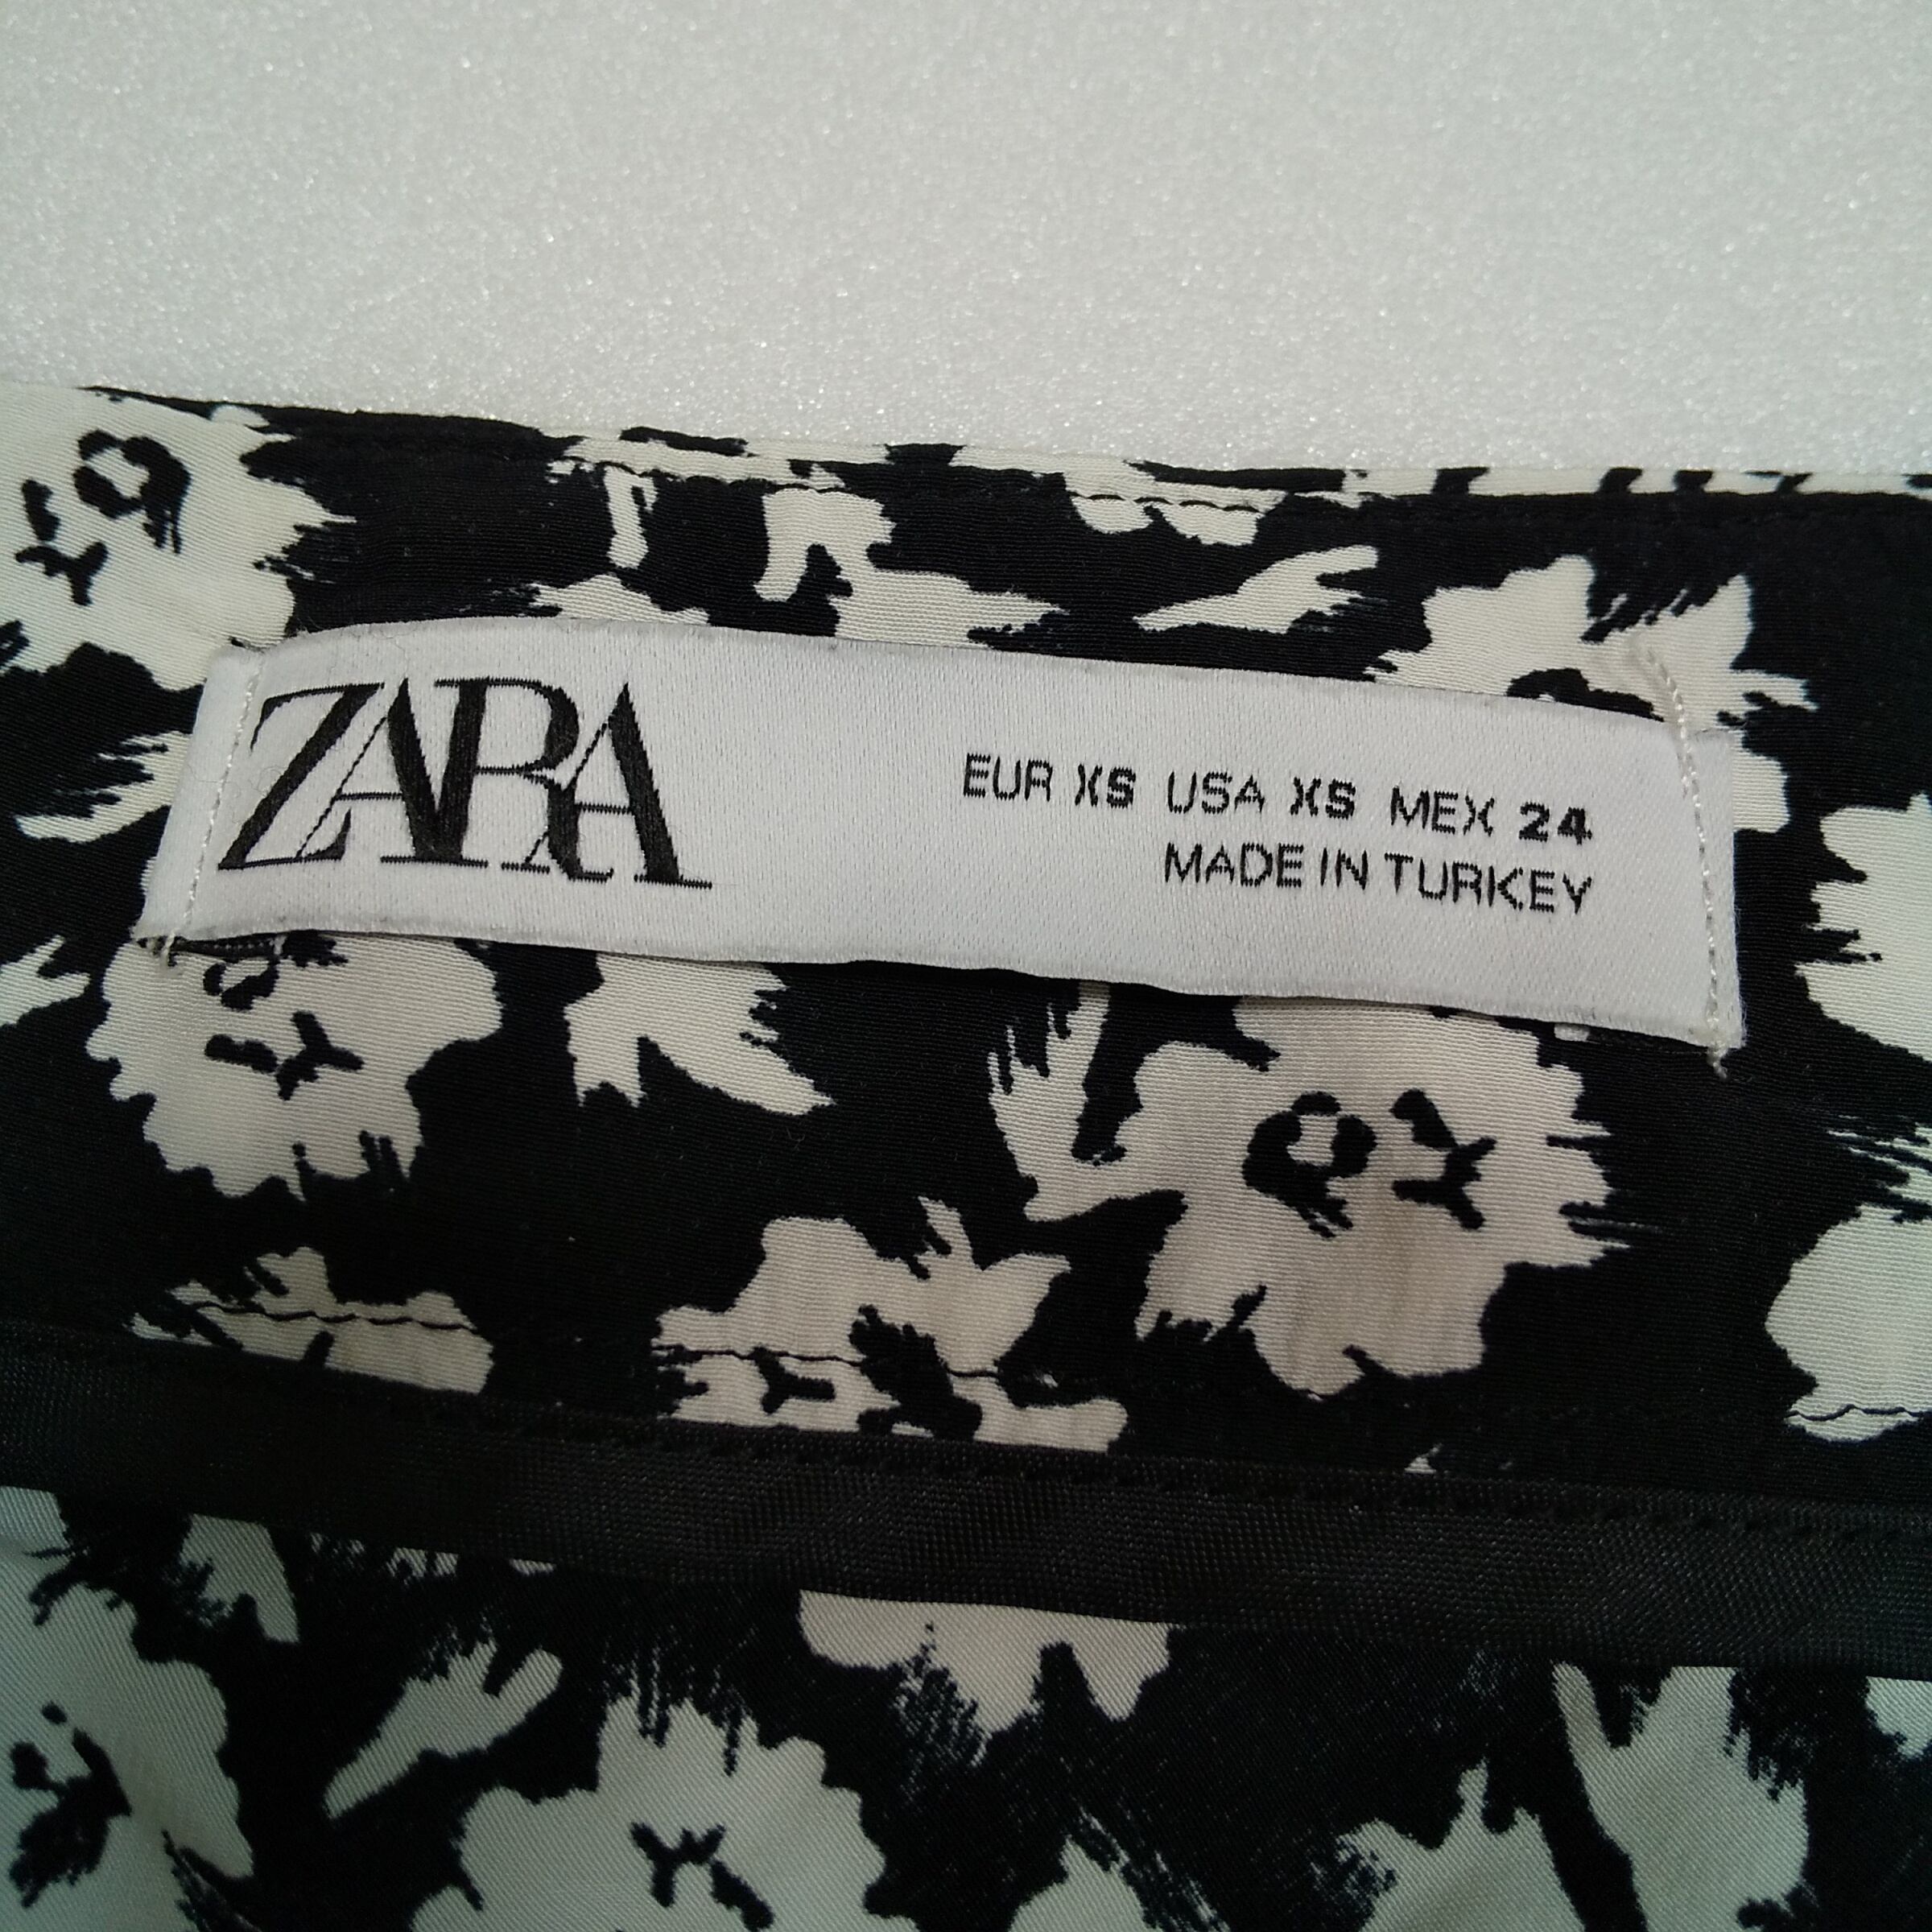 ZARA
EUR XS USA XS MEX 24
MADE IN TURKEY